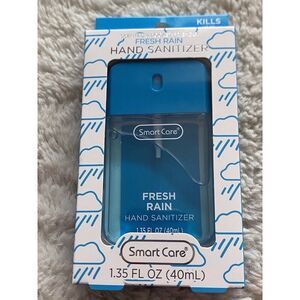 KILLS
FRESH RAIN
HAND SANITIZER
Smart Care®
FRESH
RAIN
HAND SANITIZER
1.35 FL OZ (40mL)
Smart Care®
1.35 FL OZ (40mL)